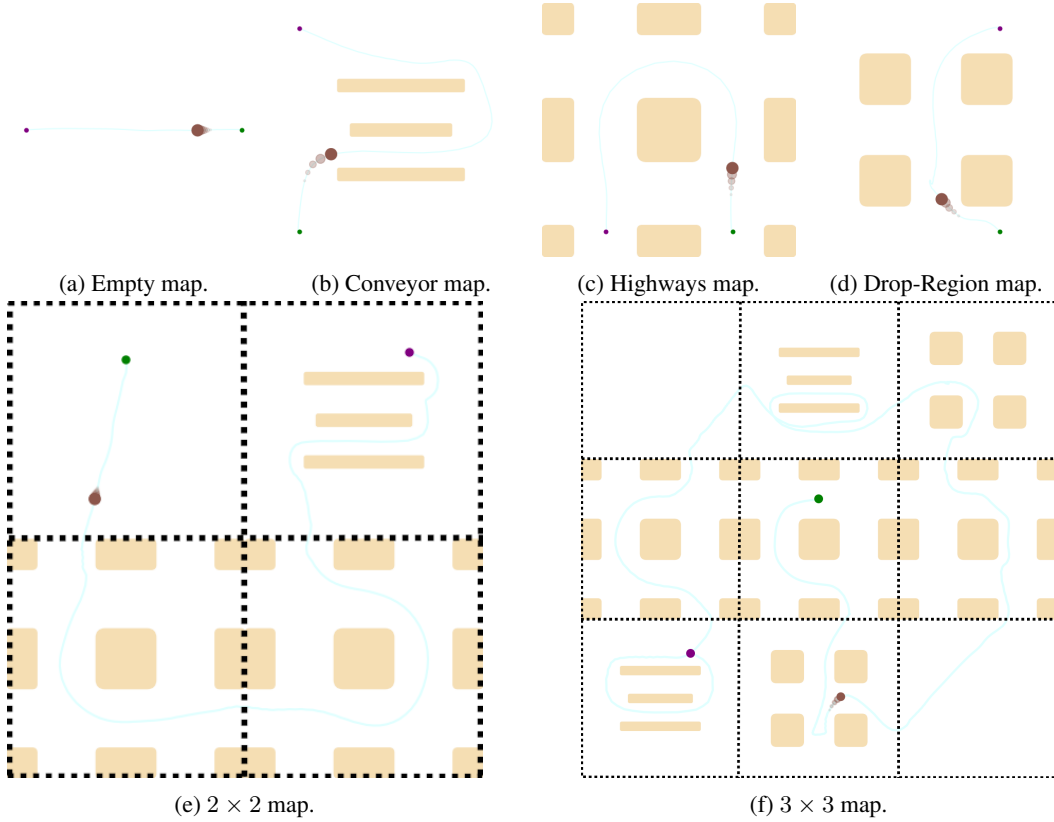 (a) Empty map.
(b) Conveyor map.
(c) Highways map.
(d) Drop-Region map.
(e) 2 × 2 map.
(f) 3 × 3 map.